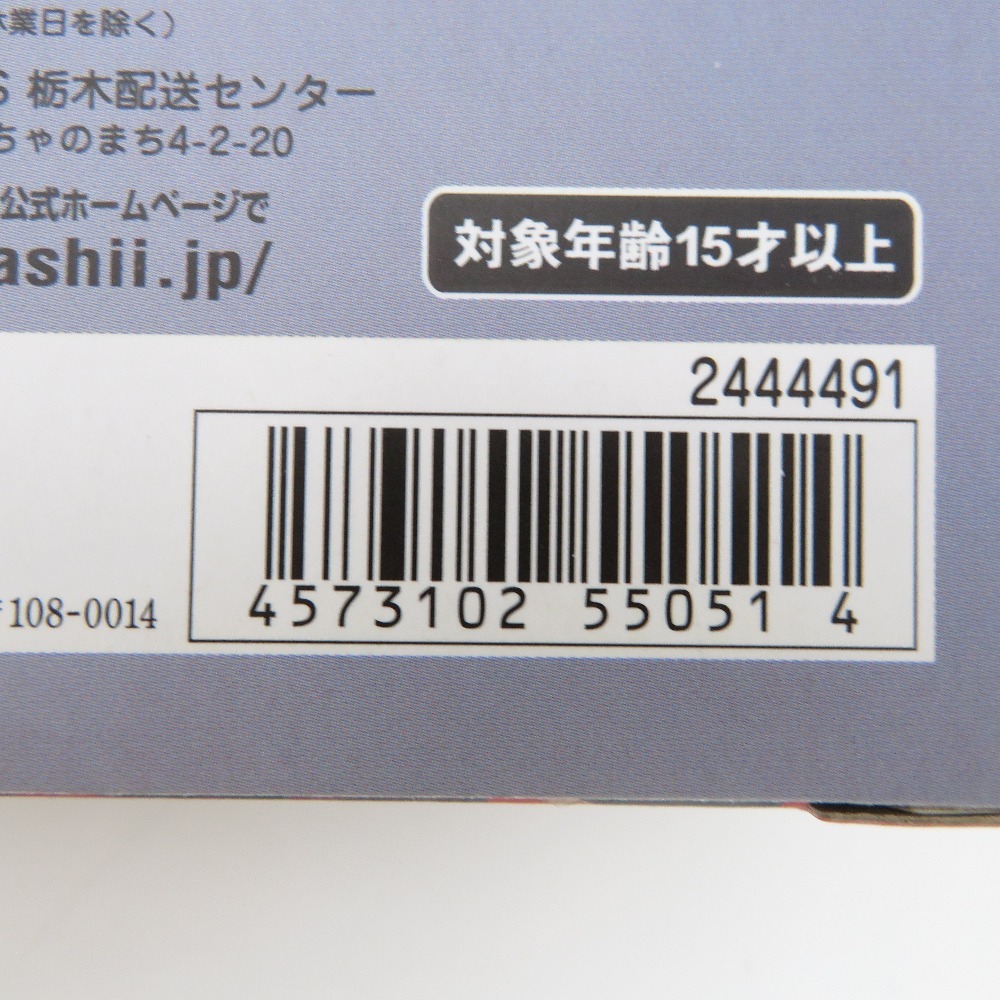 休業日を除く）
S 栃木配送センター
ちゃのまち4-2-20
公式ホームページで
ashii.jp/
対象年齢15才以上
2444491
〒108-0014
4573102 55051 4